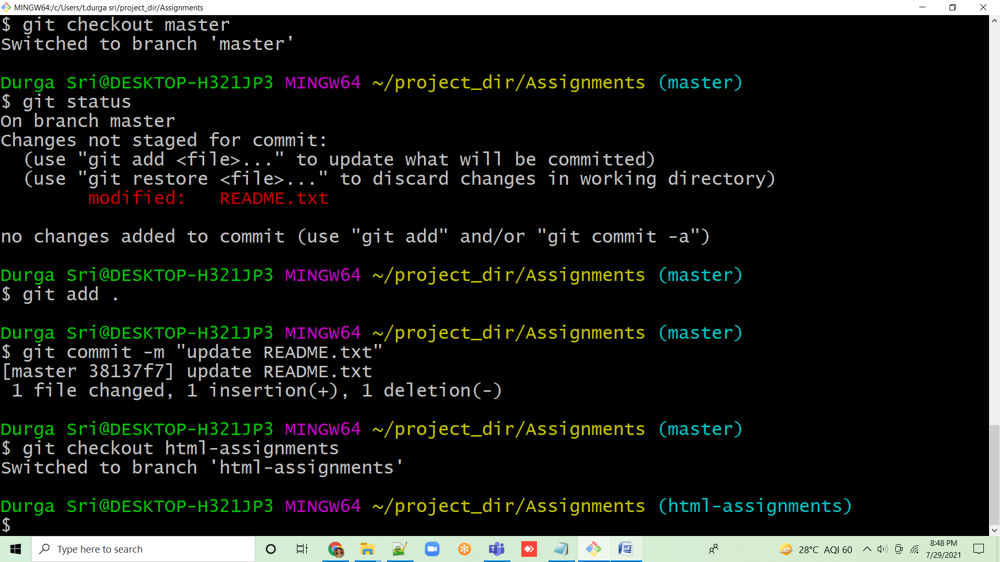 MINGW64:/c/Users/t.durga sri/project_dir/Assignments
$ git checkout master
Switched to branch 'master'
Durga Sri@DESKTOP-H321JP3 MINGW64 ~/project_dir/Assignments (master)
$ git status
On branch master
Changes not staged for commit:
  (use "git add <file>..." to update what will be committed)
  (use "git restore <file>..." to discard changes in working directory)
        modified:   README.txt
no changes added to commit (use "git add" and/or "git commit -a")
Durga Sri@DESKTOP-H321JP3 MINGW64 ~/project_dir/Assignments (master)
$ git add .
Durga Sri@DESKTOP-H321JP3 MINGW64 ~/project_dir/Assignments (master)
$ git commit -m "update README.txt"
[master 38137f7] update README.txt
 1 file changed, 1 insertion(+), 1 deletion(-)
Durga Sri@DESKTOP-H321JP3 MINGW64 ~/project_dir/Assignments (master)
$ git checkout html-assignments
Switched to branch 'html-assignments'
Durga Sri@DESKTOP-H321JP3 MINGW64 ~/project_dir/Assignments (html-assignments)
$
Type here to search
28°C AQI 60
8:48 PM
7/29/2021